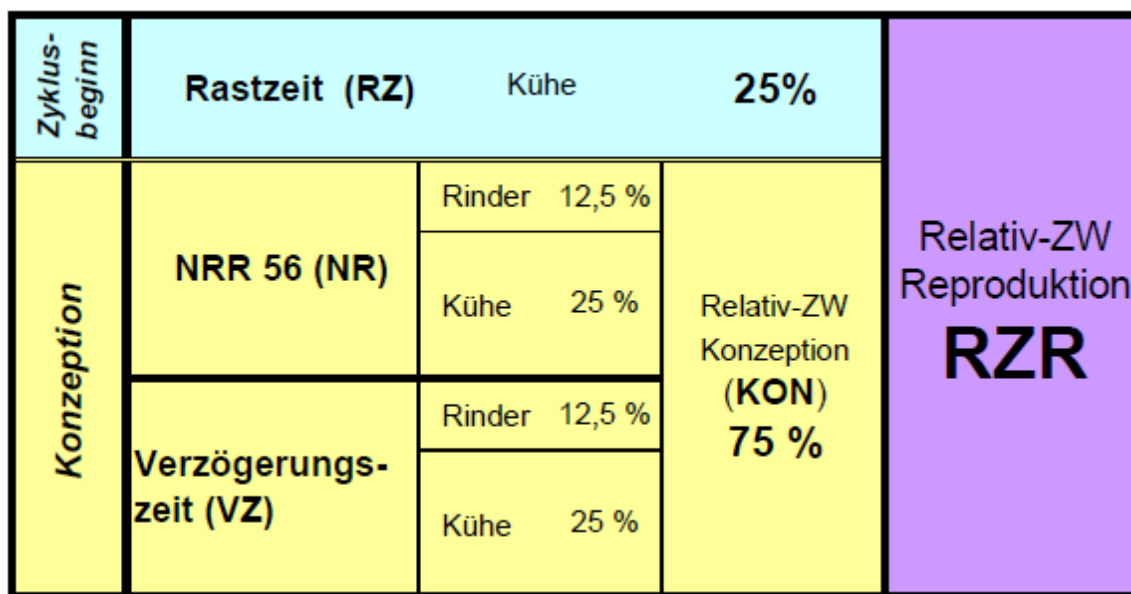 Zyklus-
beginn
Rastzeit (RZ) Kühe 25%
Konzeption
NRR 56 (NR)
Rinder 12,5 %
Kühe 25 %
Verzögerungs-
zeit (VZ)
Rinder 12,5 %
Kühe 25 %
Relativ-ZW
Konzeption
(KON)
75 %
Relativ-ZW
Reproduktion
RZR